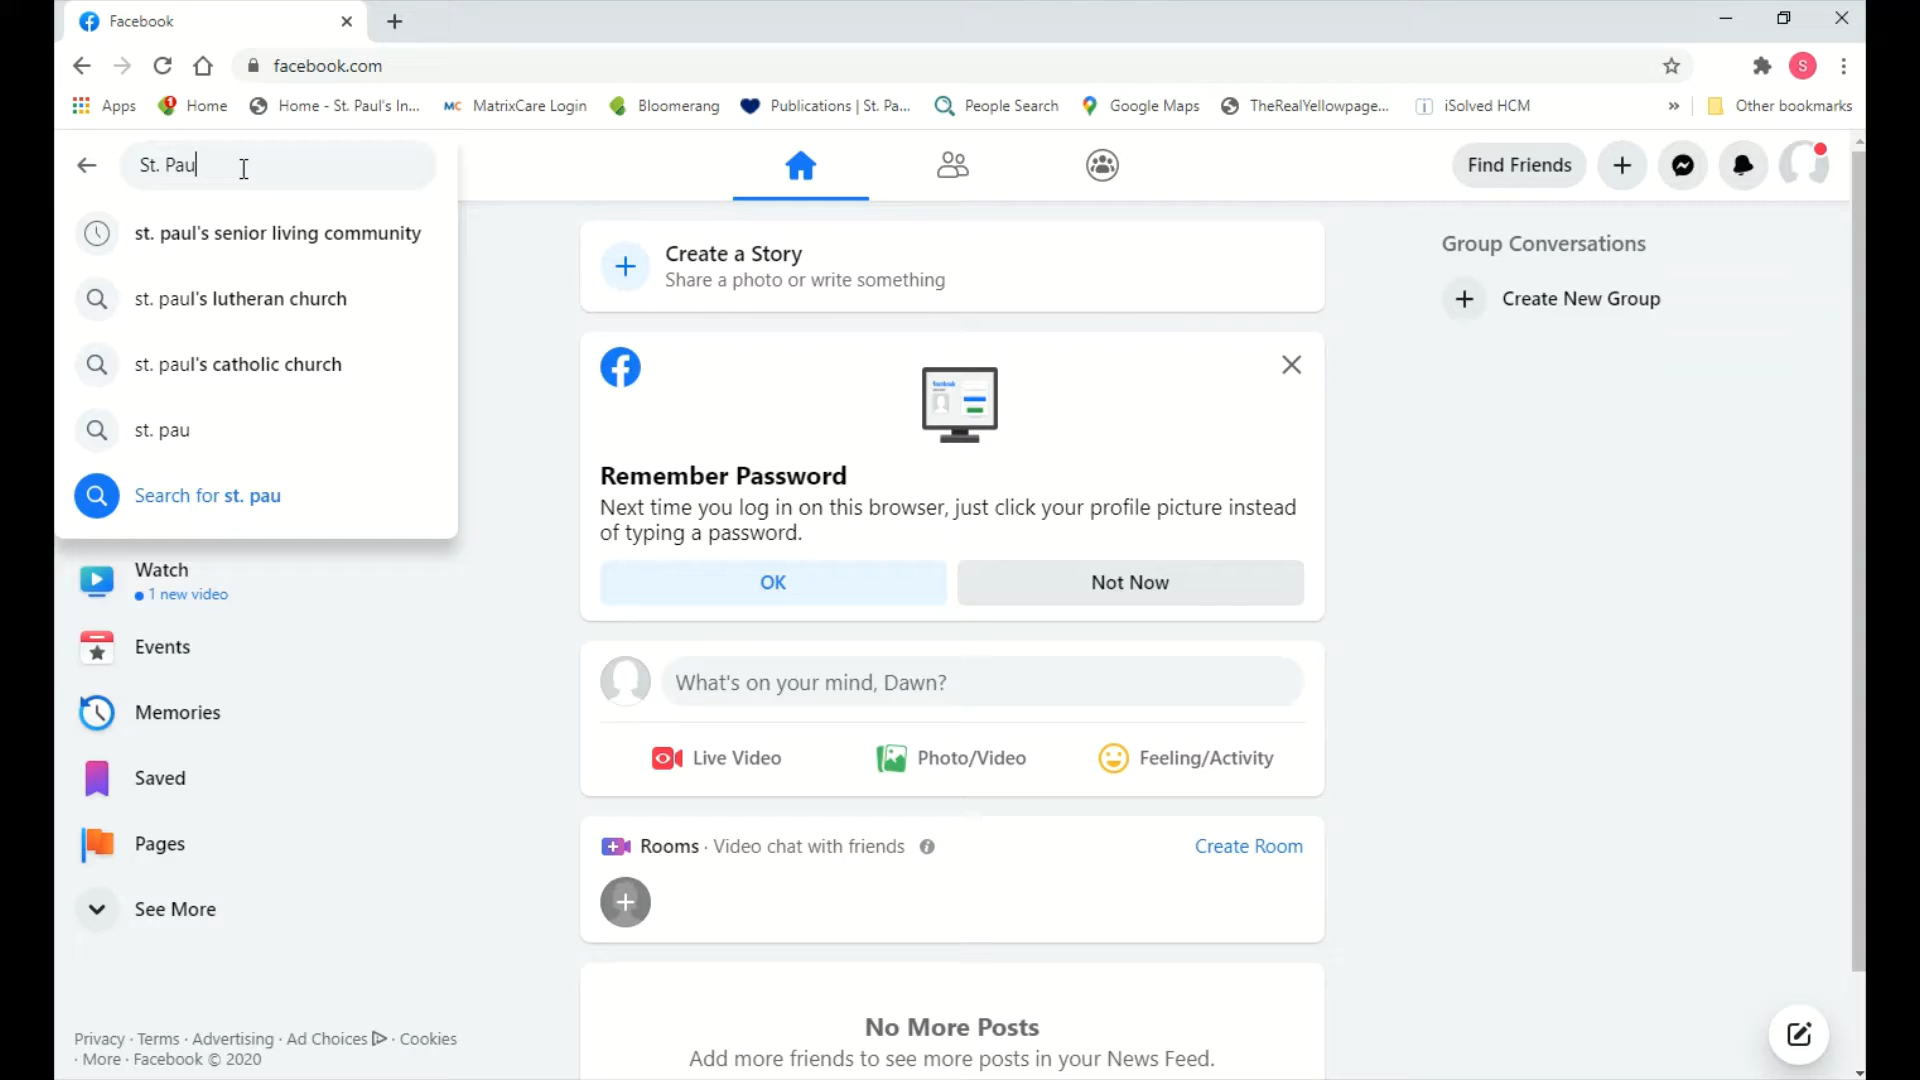 Facebook
facebook.com
Apps
Home
Home - St. Paul's In...
MC MatrixCare Login
Bloomerang
Publications | St. Pa...
People Search
Google Maps
TheRealYellowpage...
iSolved HCM
»
Other bookmarks
S
St. Pau
Find Friends
st. paul's senior living community
st. paul's lutheran church
st. paul's catholic church
st. pau
Search for st. pau
Watch
1 new video
Events
Memories
Saved
Pages
See More
Privacy · Terms · Advertising · Ad Choices · Cookies
· More · Facebook © 2020
Create a Story
Share a photo or write something
Remember Password
Next time you log in on this browser, just click your profile picture instead
of typing a password.
OK
Not Now
What's on your mind, Dawn?
Live Video
Photo/Video
Feeling/Activity
Rooms · Video chat with friends
Create Room
No More Posts
Add more friends to see more posts in your News Feed.
Group Conversations
Create New Group